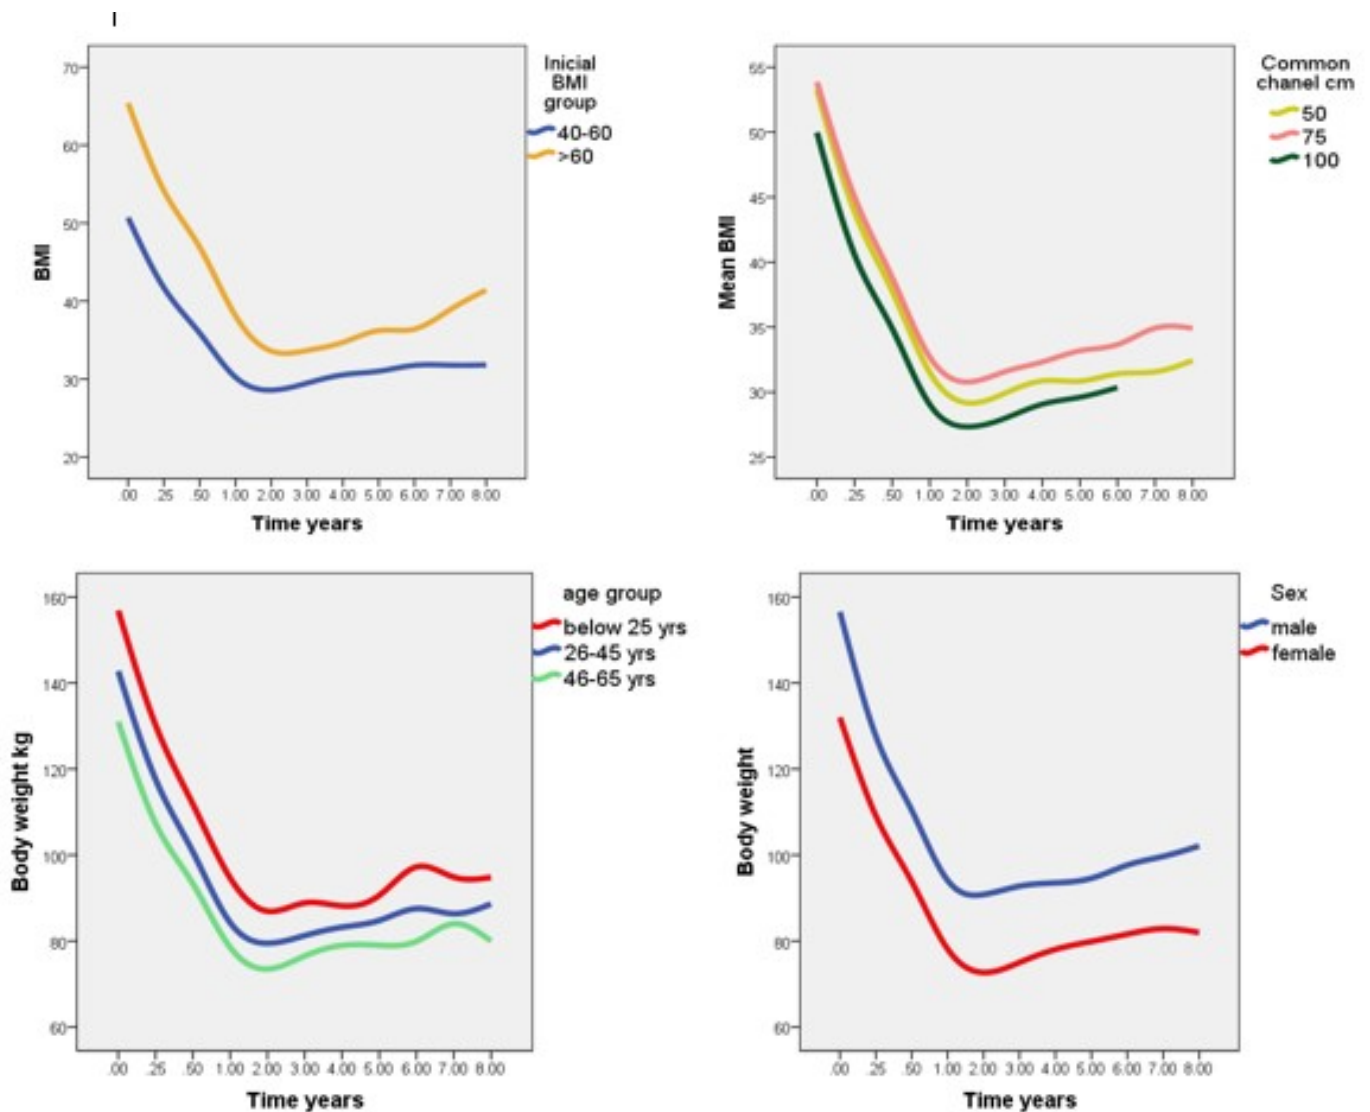 I
70
60
50
40
30
20
BMI
.00 .25 .50 1.00 2.00 3.00 4.00 5.00 6.00 7.00 8.00
Time years
Inicial
BMI
group
40-60
>60
55
50
45
40
35
30
25
Mean BMI
.00 .25 .50 1.00 2.00 3.00 4.00 5.00 6.00 7.00 8.00
Time years
Common
chanel cm
50
75
100
160
140
120
100
80
60
Body weight kg
.00 .25 .50 1.00 2.00 3.00 4.00 5.00 6.00 7.00 8.00
Time years
age group
below 25 yrs
26-45 yrs
46-65 yrs
160
140
120
100
80
60
Body weight
.00 .25 .50 1.00 2.00 3.00 4.00 5.00 6.00 7.00 8.00
Time years
Sex
male
female